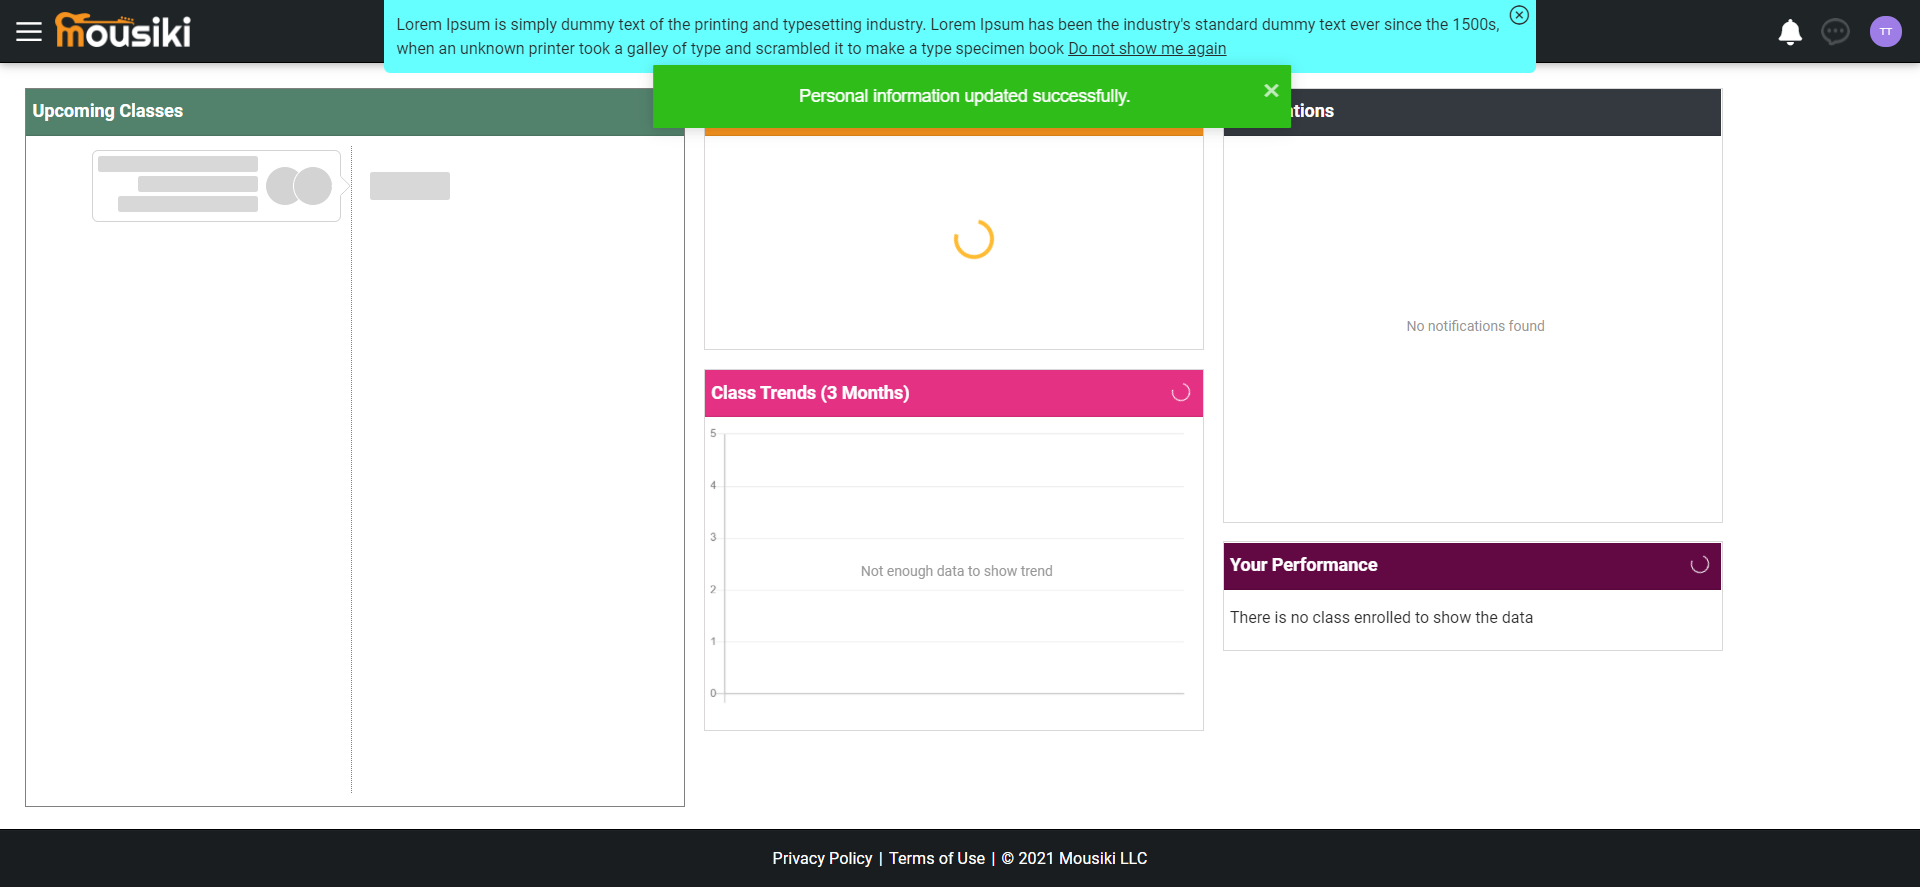 mousiki
Lorem Ipsum is simply dummy text of the printing and typesetting industry. Lorem Ipsum has been the industry's standard dummy text ever since the 1500s,
when an unknown printer took a galley of type and scrambled it to make a type specimen book Do not show me again
TT
Personal information updated successfully.
Upcoming Classes
tions
No notifications found
Class Trends (3 Months)
5
4
3
Not enough data to show trend
2
1
0
Your Performance
There is no class enrolled to show the data
Privacy Policy | Terms of Use | © 2021 Mousiki LLC